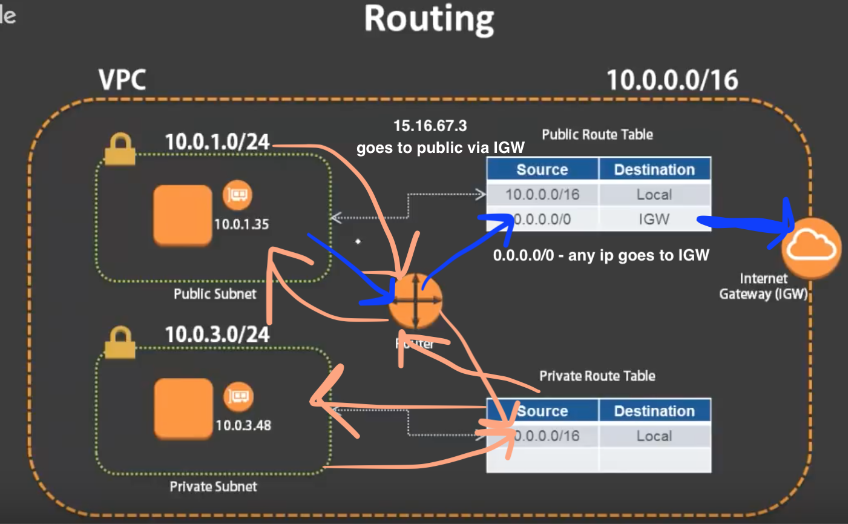 le
Routing
VPC
10.0.0.0/16
10.0.1.0/24
15.16.67.3
goes to public via IGW
Public Route Table
Source Destination
10.0.0.0/16 Local
0.0.0.0/0 IGW
10.0.1.35
0.0.0.0/0 - any ip goes to IGW
Internet
Gateway (IGW)
Public Subnet
10.0.3.0/24
Router
Private Route Table
Source Destination
10.0.0.0/16 Local
10.0.3.48
Private Subnet